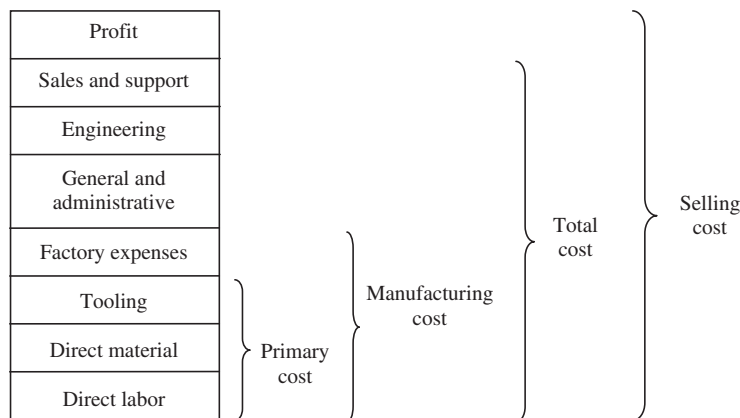 Profit
Sales and support
Engineering
General and
administrative
Factory expenses
Tooling
Direct material
Direct labor
Primary
cost
Manufacturing
cost
Total
cost
Selling
cost